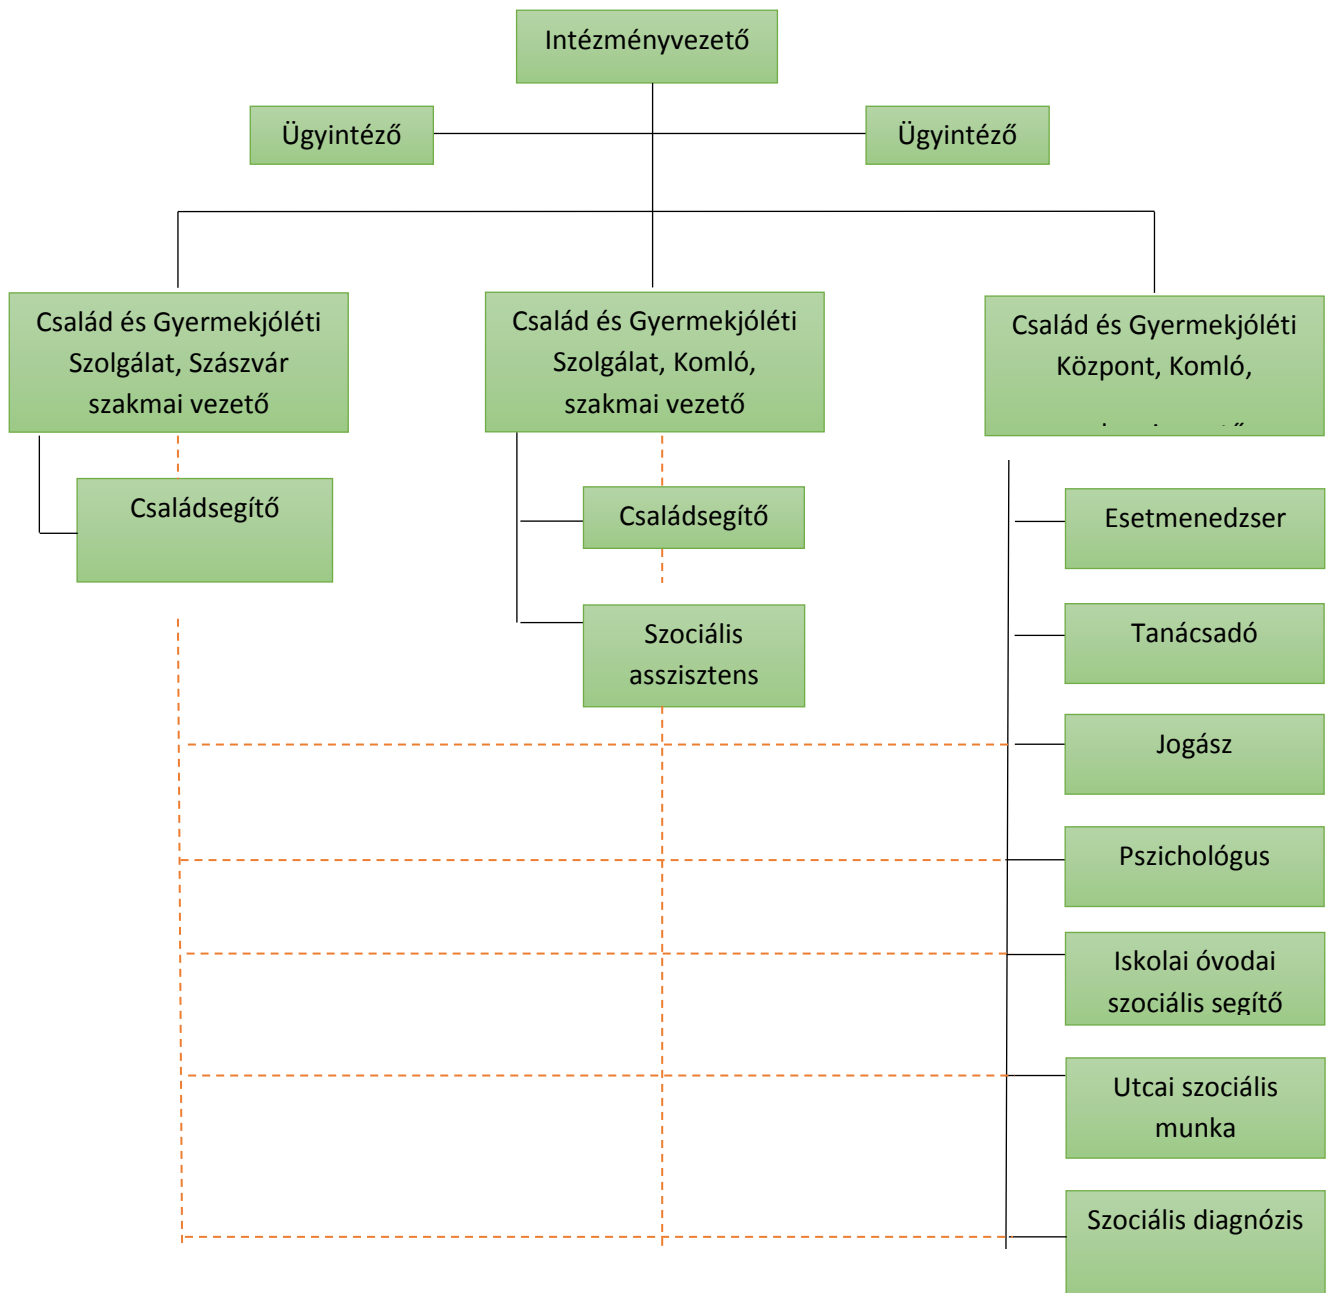 Intézményvezető
Ügyintéző
Ügyintéző
Család és Gyermekjóléti
Szolgálat, Szászvár
szakmai vezető
Család és Gyermekjóléti
Szolgálat, Komló,
szakmai vezető
Család és Gyermekjóléti
Központ, Komló,
Családsegítő
Családsegítő
Szociális
asszisztens
Esetmenedzser
Tanácsadó
Jogász
Pszichológus
Iskolai óvodai
szociális segítő
Utcai szociális
munka
Szociális diagnózis